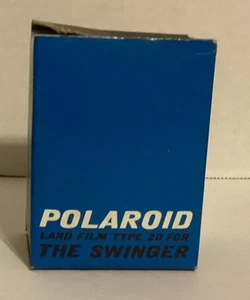 POLAROID
LAND FILM TYPE 20 FOR
THE SWINGER